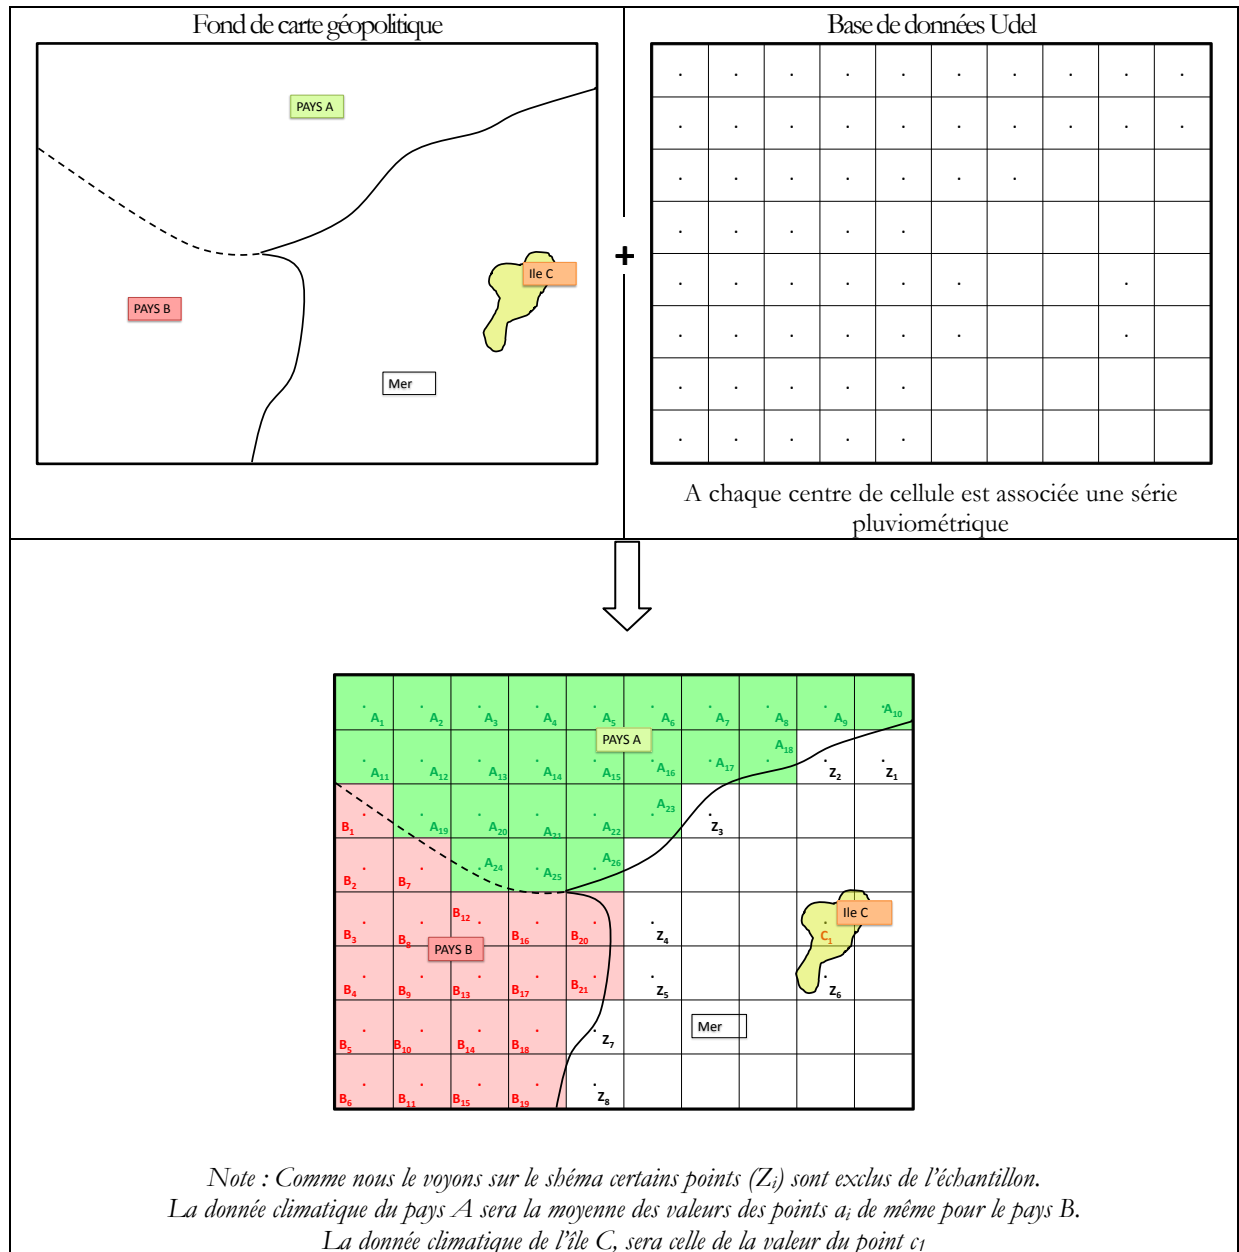 Fond de carte géopolitique
Base de données Udel
PAYS A
PAYS B
Ile C
Mer
+
A chaque centre de cellule est associée une série
pluviométrique
A1 A2 A3 A4 A5 A6 A7 A8 A9 A10
PAYS A
A11 A12 A13 A14 A15 A16 A17 A18 Z2 Z1
B1 A19 A20 A21 A22 A23 Z3
B2 B7 A24 A25 A26
B3 B8 B12 B16 B20 Z4 C1 Ile C
PAYS B
B4 B9 B13 B17 B21 Z5 Z6
B5 B10 B14 B18 Z7 Mer
B6 B11 B15 B19 Z8
Note : Comme nous le voyons sur le shéma certains points (Zi) sont exclus de l'échantillon.
La donnée climatique du pays A sera la moyenne des valeurs des points ai de même pour le pays B.
La donnée climatique de l'île C, sera celle de la valeur du point c1